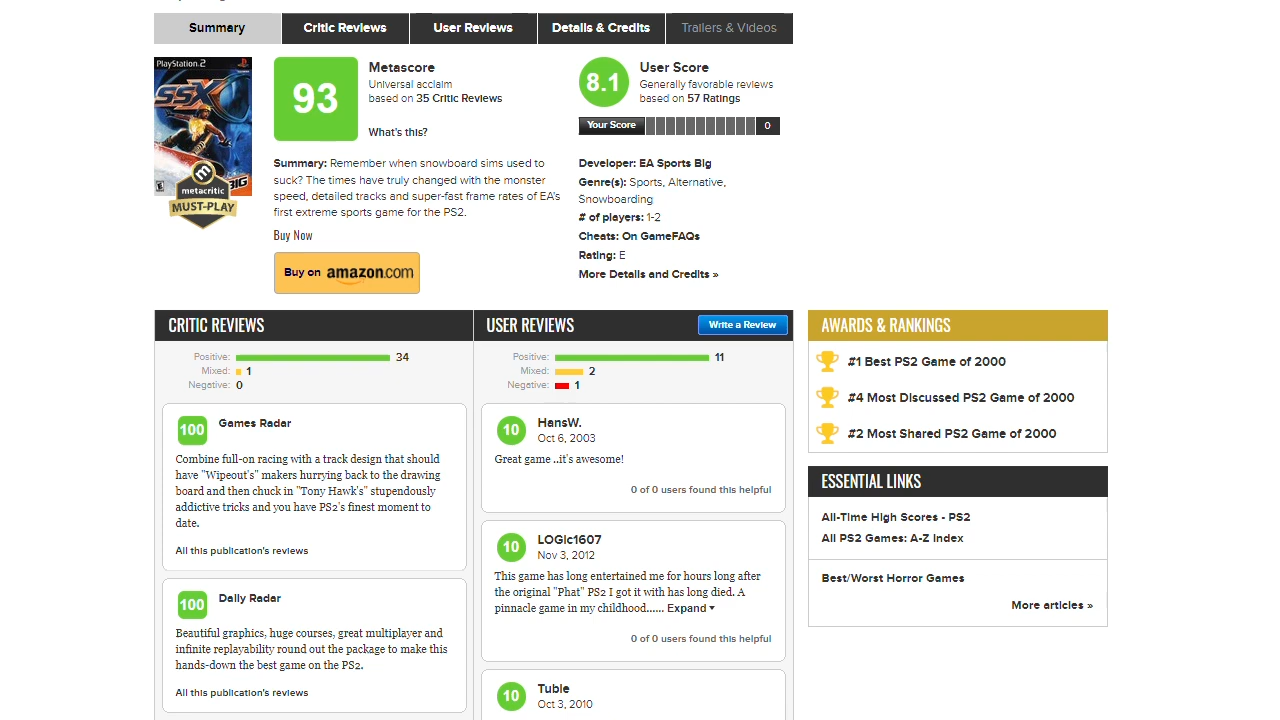 Summary
Critic Reviews
User Reviews
Details & Credits
Trailers & Videos
PlayStation 2
SSX
BIG
metacritic
MUST-PLAY
93
Metascore
Universal acclaim
based on 35 Critic Reviews
What's this?
8.1
User Score
Generally favorable reviews
based on 57 Ratings
Your Score
0
Summary: Remember when snowboard sims used to
suck? The times have truly changed with the monster
speed, detailed tracks and super-fast frame rates of EA's
first extreme sports game for the PS2.
Buy Now
Buy on amazon.com
Developer: EA Sports Big
Genre(s): Sports, Alternative,
Snowboarding
# of players: 1-2
Cheats: On GameFAQs
Rating: E
More Details and Credits »
CRITIC REVIEWS
Positive: 34
Mixed: 1
Negative: 0
100
Games Radar
Combine full-on racing with a track design that should
have "Wipeout's" makers hurrying back to the drawing
board and then chuck in "Tony Hawk's" stupendously
addictive tricks and you have PS2's finest moment to
date.
All this publication's reviews
100
Daily Radar
Beautiful graphics, huge courses, great multiplayer and
infinite replayability round out the package to make this
hands-down the best game on the PS2.
All this publication's reviews
USER REVIEWS
Write a Review
Positive: 11
Mixed: 2
Negative: 1
10
HansW.
Oct 6, 2003
Great game ..it's awesome!
0 of 0 users found this helpful
10
LOGic1607
Nov 3, 2012
This game has long entertained me for hours long after
the original "Phat" PS2 I got it with has long died. A
pinnacle game in my childhood...... Expand ▾
0 of 0 users found this helpful
10
Tuble
Oct 3, 2010
AWARDS & RANKINGS
#1 Best PS2 Game of 2000
#4 Most Discussed PS2 Game of 2000
#2 Most Shared PS2 Game of 2000
ESSENTIAL LINKS
All-Time High Scores - PS2
All PS2 Games: A-Z Index
Best/Worst Horror Games
More articles »